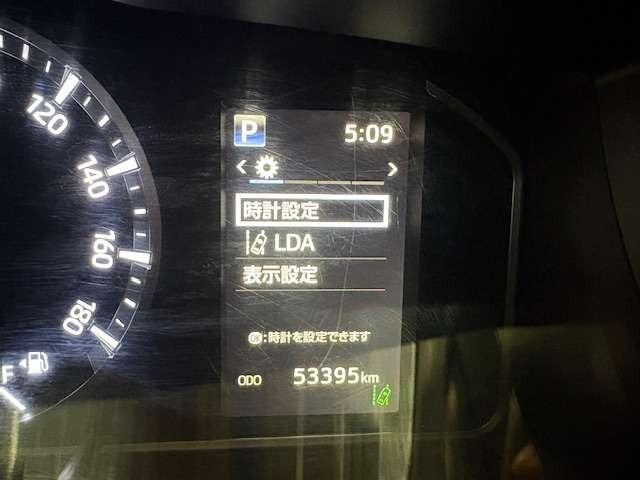 120
140
160
180
F
P 5:09
< >
時計設定
LDA
表示設定
OK:時計を設定できます
ODO 53395km